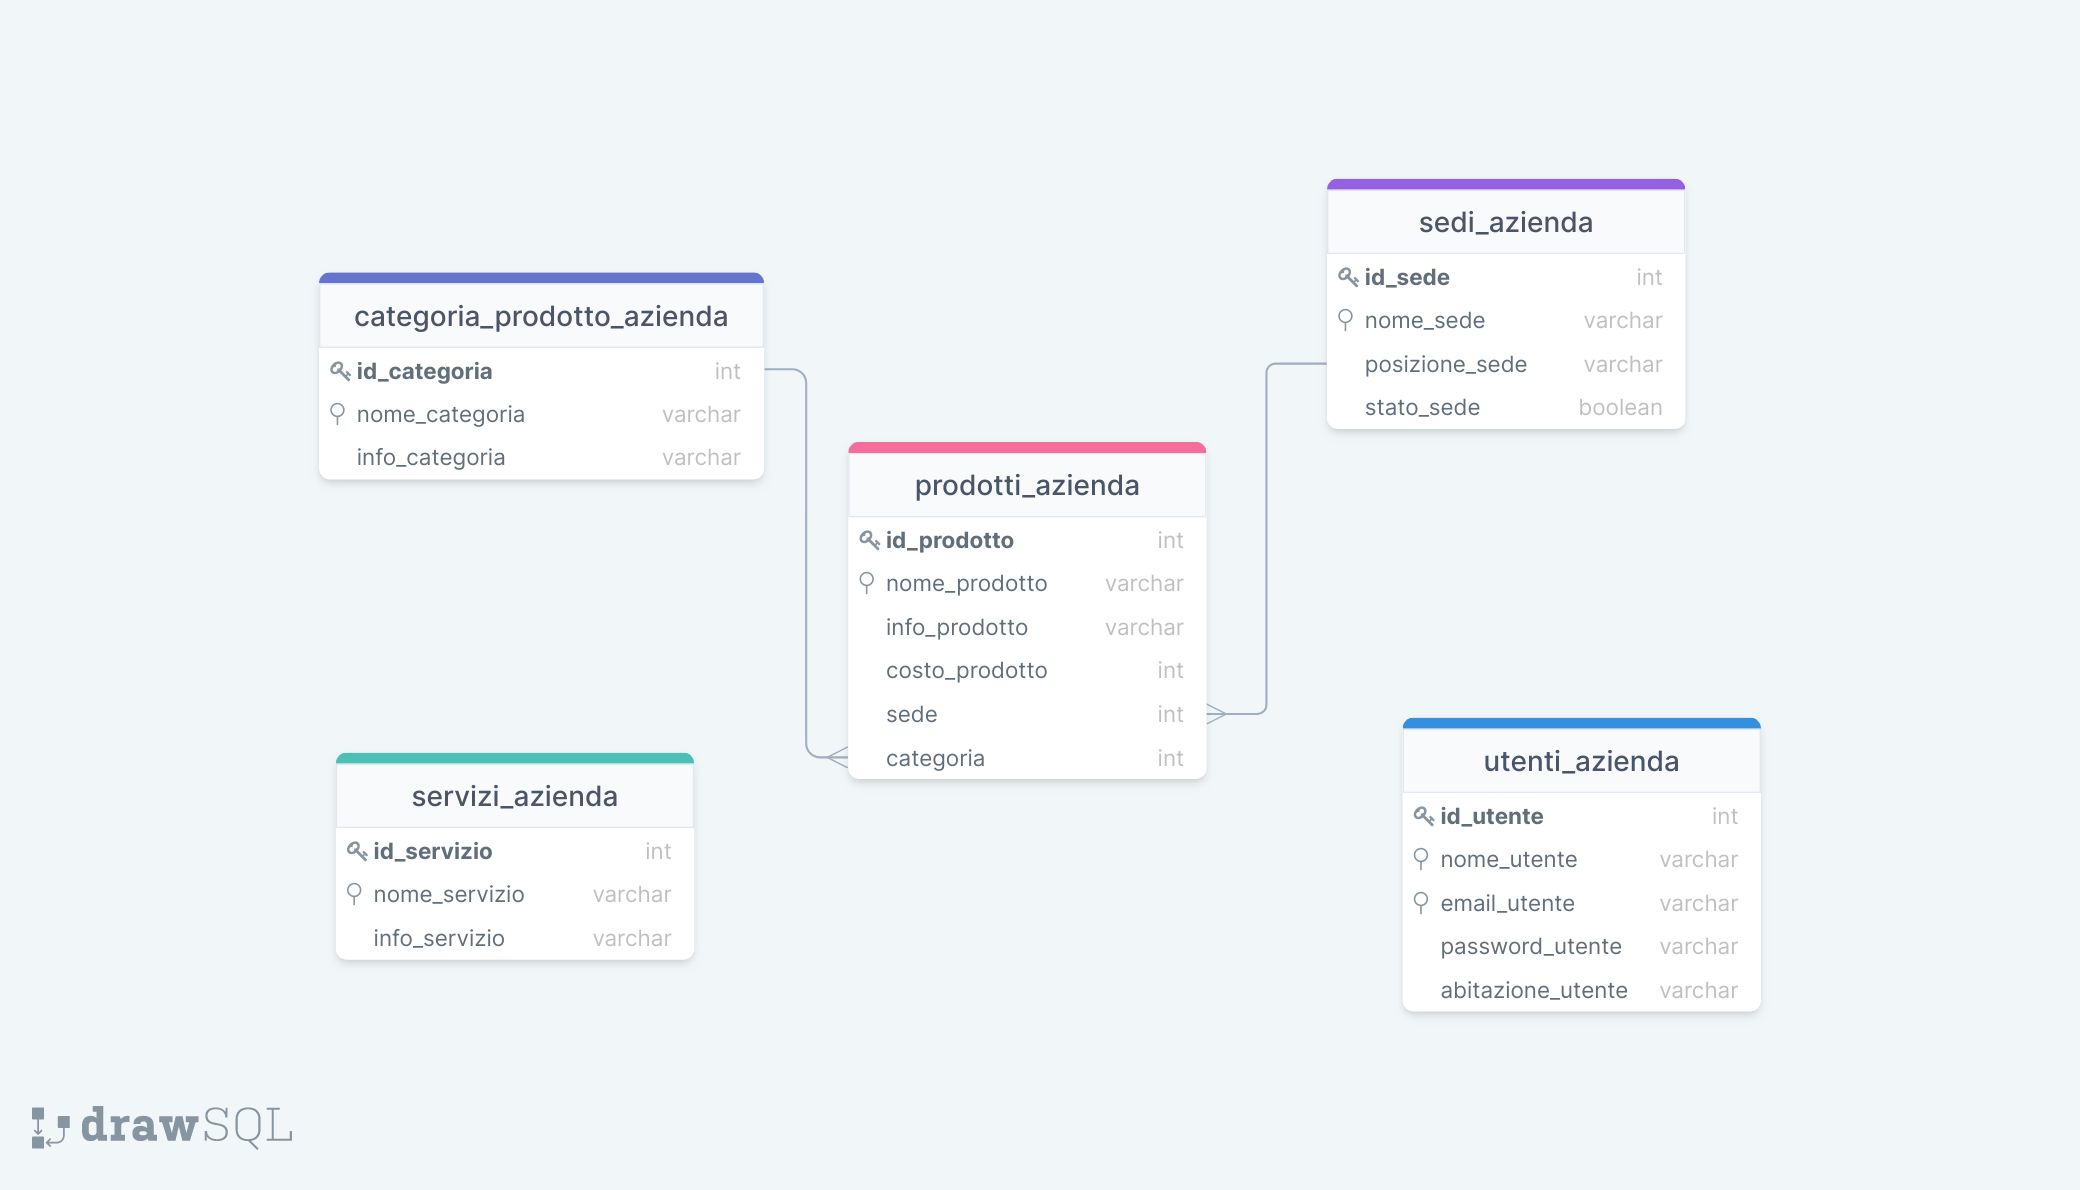 categoria_prodotto_azienda
id_categoria int
nome_categoria varchar
info_categoria varchar
sedi_azienda
id_sede int
nome_sede varchar
posizione_sede varchar
stato_sede boolean
prodotti_azienda
id_prodotto int
nome_prodotto varchar
info_prodotto varchar
costo_prodotto int
sede int
categoria int
servizi_azienda
id_servizio int
nome_servizio varchar
info_servizio varchar
utenti_azienda
id_utente int
nome_utente varchar
email_utente varchar
password_utente varchar
abitazione_utente varchar
drawSQL